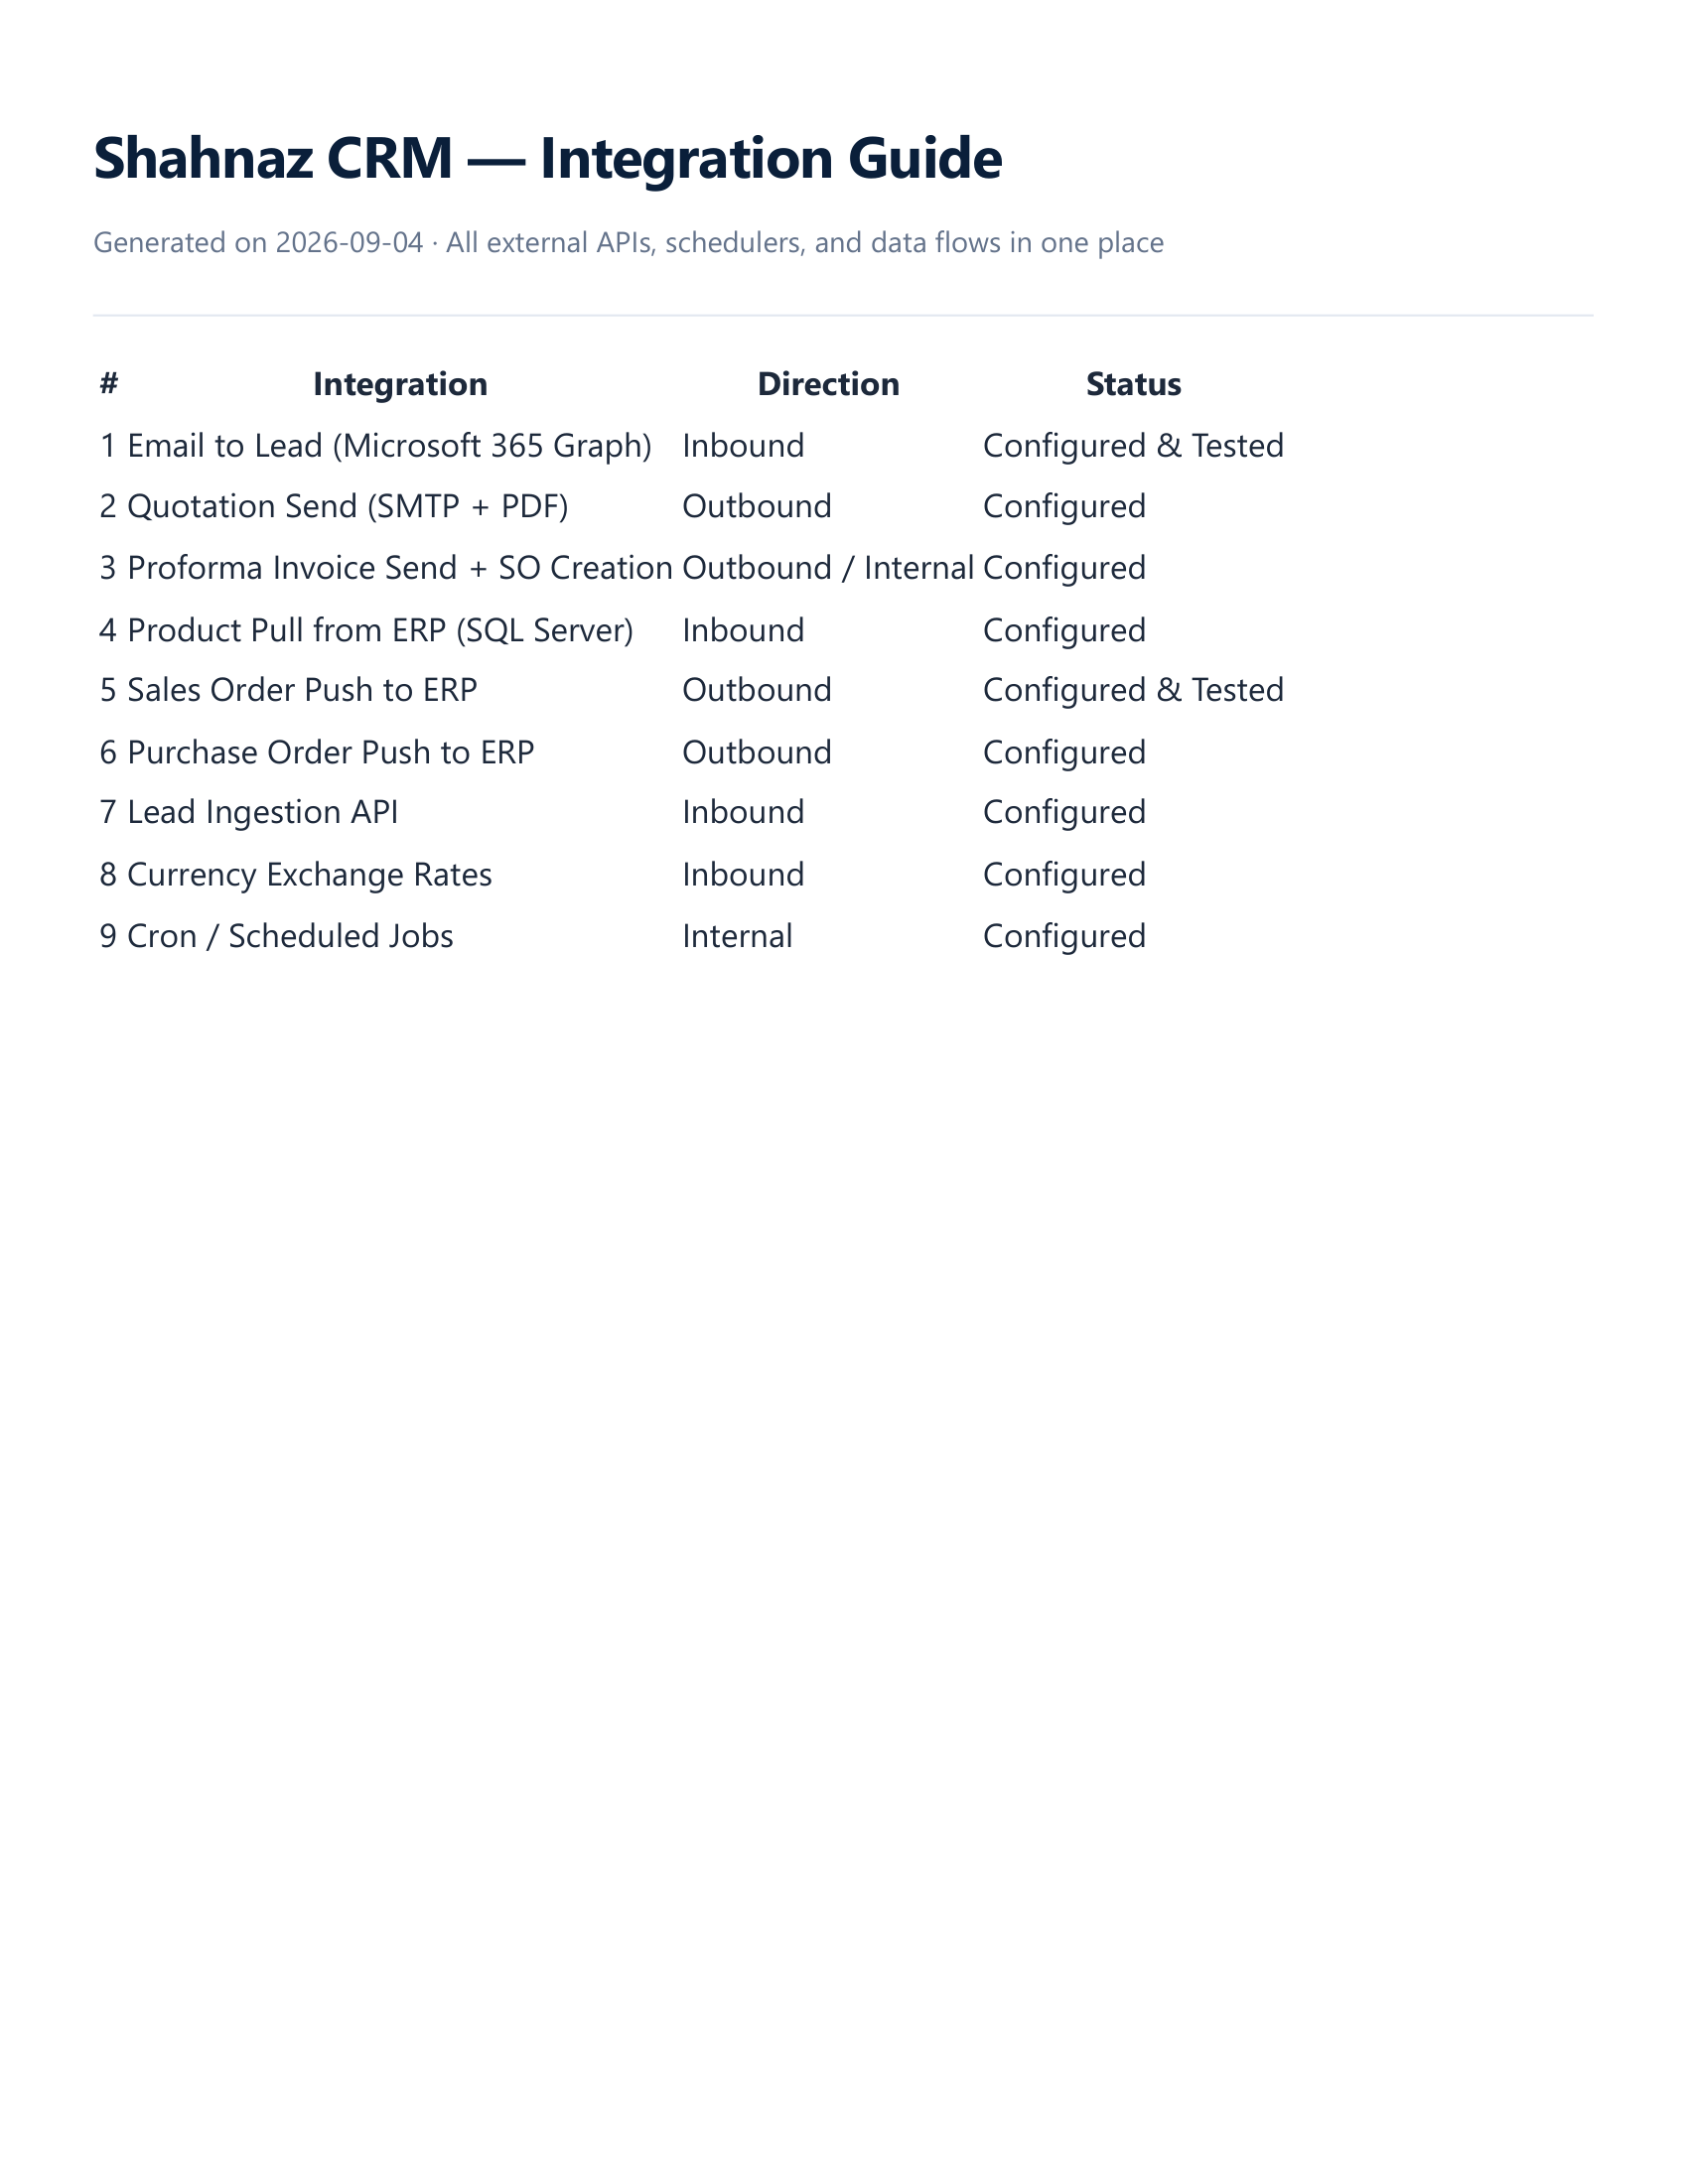 Shahnaz CRM — Integration Guide
Generated on 2026-09-04 · All external APIs, schedulers, and data flows in one place
# Integration Direction Status
1 Email to Lead (Microsoft 365 Graph) Inbound Configured & Tested
2 Quotation Send (SMTP + PDF) Outbound Configured
3 Proforma Invoice Send + SO Creation Outbound / Internal Configured
4 Product Pull from ERP (SQL Server) Inbound Configured
5 Sales Order Push to ERP Outbound Configured & Tested
6 Purchase Order Push to ERP Outbound Configured
7 Lead Ingestion API Inbound Configured
8 Currency Exchange Rates Inbound Configured
9 Cron / Scheduled Jobs Internal Configured